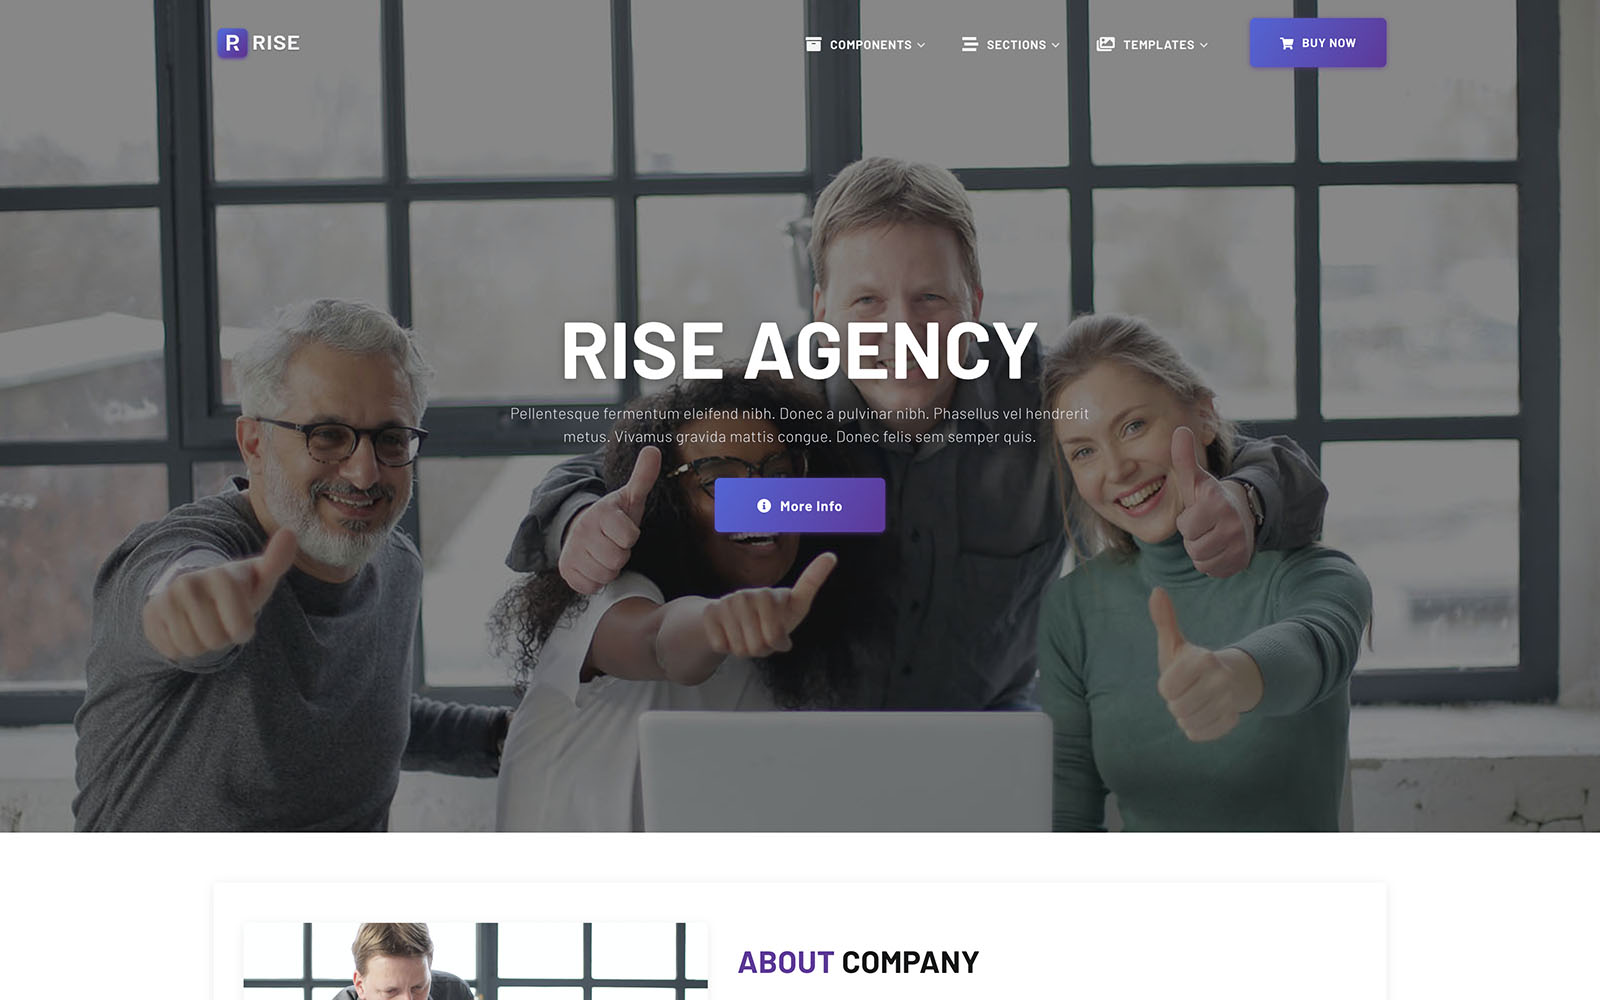 R RISE
COMPONENTS
SECTIONS
TEMPLATES
BUY NOW
RISE AGENCY
Pellentesque fermentum eleifend nibh. Donec a pulvinar nibh. Phasellus vel hendrerit
metus. Vivamus gravida mattis congue. Donec felis sem semper quis.
More Info
ABOUT COMPANY